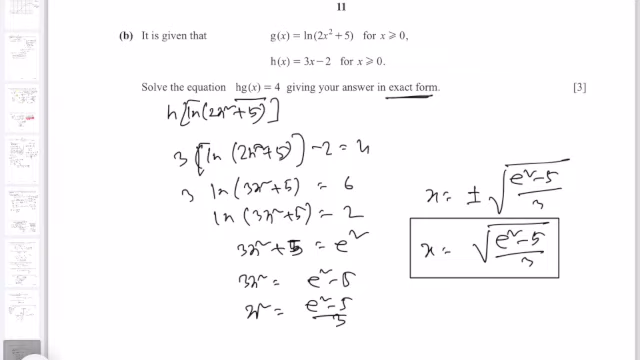 11
(b) It is given that g(x) = ln(2x² + 5) for x ⩾ 0,
h(x) = 3x − 2 for x ⩾ 0.
Solve the equation hg(x) = 4 giving your answer in exact form. [3]
h[ln(2x²+5)]
3[ln(2x²+5)] −2 = 4
3 ln(3x²+5) = 6
ln(3x²+5) = 2
3x²+5 = e²
3x² = e²−5
x² = e²−5/3
x = ± √(e²−5/3)
x = √(e²−5/3)